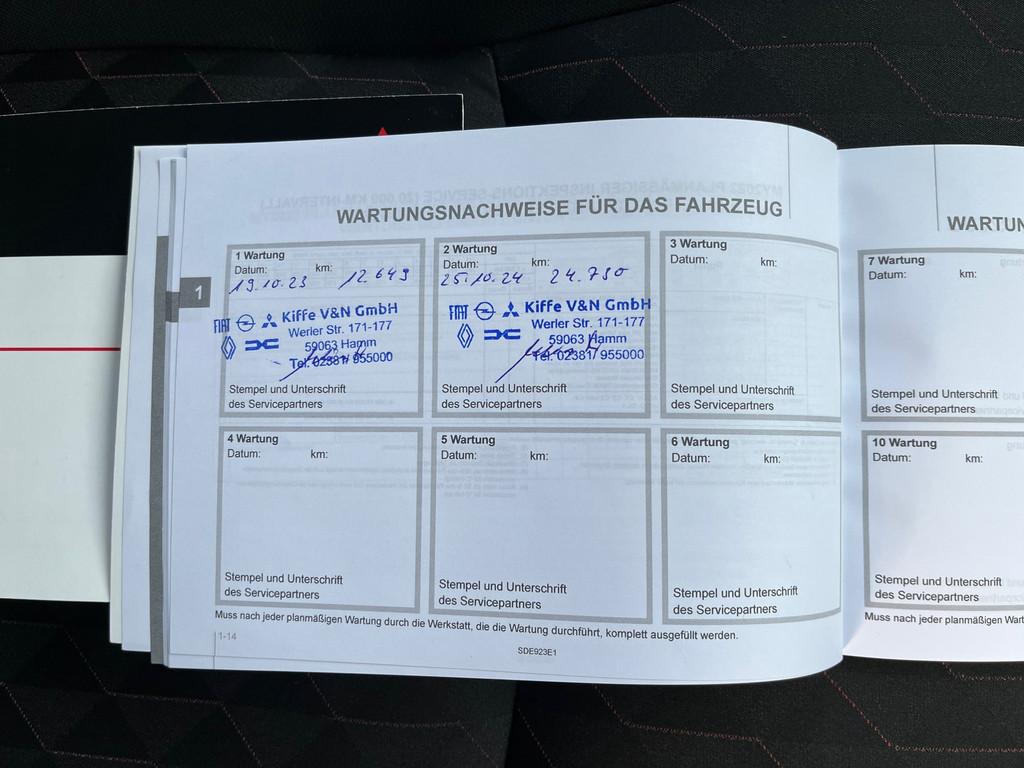 WARTUNGSNACHWEISE FÜR DAS FAHRZEUG
1
1 Wartung
Datum: km:
19.10.23 12.649
FIAT
Kiffe V&N GmbH
Werler Str. 171-177
59063 Hamm
Tel. 02381/ 955000
Stempel und Unterschrift
des Servicepartners
2 Wartung
Datum: km:
25.10.24 24.730
FIAT
Kiffe V&N GmbH
Werler Str. 171-177
59063 Hamm
Tel. 02381/ 955000
Stempel und Unterschrift
des Servicepartners
3 Wartung
Datum: km:
Stempel und Unterschrift
des Servicepartners
4 Wartung
Datum: km:
Stempel und Unterschrift
des Servicepartners
5 Wartung
Datum: km:
Stempel und Unterschrift
des Servicepartners
6 Wartung
Datum: km:
Stempel und Unterschrift
des Servicepartners
Muss nach jeder planmäßigen Wartung durch die Werkstatt, die die Wartung durchführt, komplett ausgefüllt werden.
1-14
SDE923E1
WARTUN
7 Wartung
Datum: km:
Stempel und Unterschrift
des Servicepartners
10 Wartung
Datum: km:
Stempel und Unterschrift
des Servicepartners
Muss nach jeder planmäßigen Wart